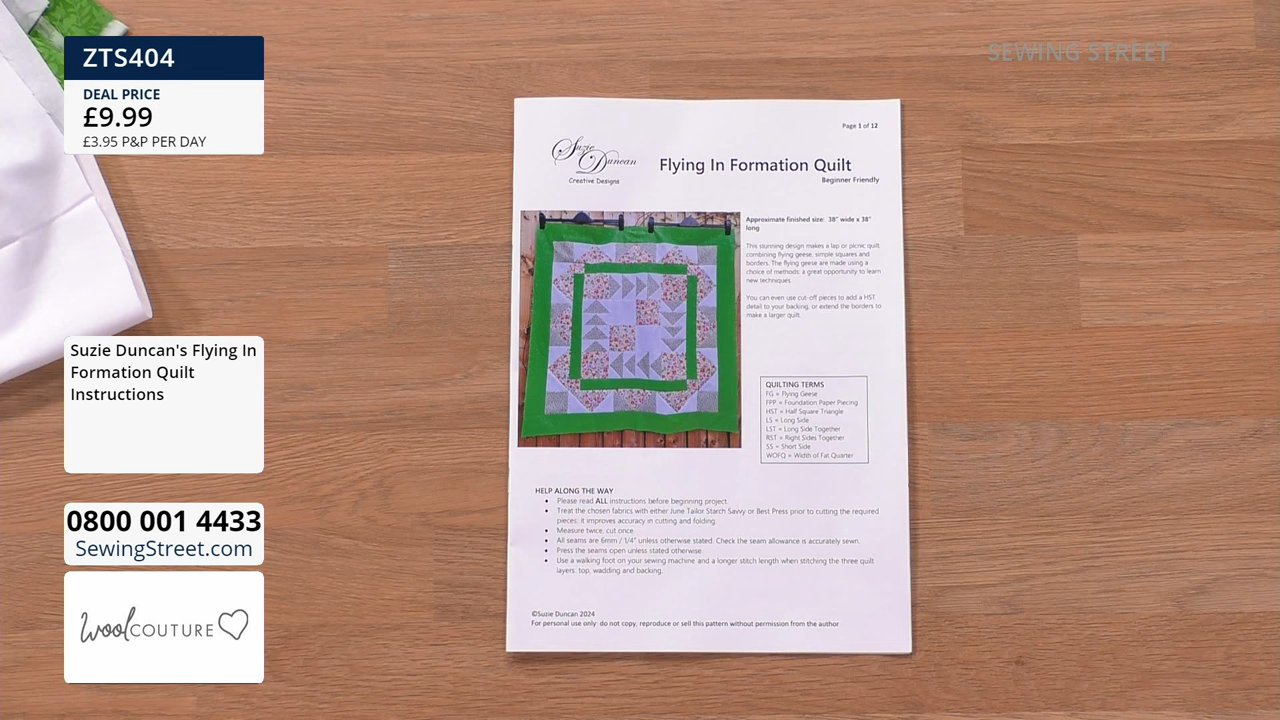 ZTS404
DEAL PRICE
£9.99
£3.95 P&P PER DAY
SEWING STREET
Suzie Duncan's Flying In
Formation Quilt
Instructions
0800 001 4433
SewingStreet.com
woolCOUTURE
Page 1 of 12
Suzie
Duncan
Creative Designs
Flying In Formation Quilt
Beginner Friendly
Approximate finished size: 38" wide x 38"
long
This stunning design makes a lap or picnic quilt
combining flying geese, simple squares and
borders. The flying geese are made using a
choice of methods; a great opportunity to learn
new techniques.
You can even use cut-off pieces to add a HST
detail to your backing, or extend the borders to
make a larger quilt.
QUILTING TERMS
FG = Flying Geese
FPP = Foundation Paper Piecing
HST = Half Square Triangle
LS = Long Side
LST = Long Side Together
RST = Right Sides Together
SS = Short Side
WOFQ = Width of Fat Quarter
HELP ALONG THE WAY
• Please read ALL instructions before beginning project.
• Treat the chosen fabrics with either June Tailor Starch Savvy or Best Press prior to cutting the required
pieces: it improves accuracy in cutting and folding.
• Measure twice, cut once.
• All seams are 6mm / 1/4" unless otherwise stated. Check the seam allowance is accurately sewn.
• Press the seams open unless stated otherwise.
• Use a walking foot on your sewing machine and a longer stitch length when stitching the three quilt
layers: top, wadding and backing.
©Suzie Duncan 2024
For personal use only: do not copy, reproduce or sell this pattern without permission from the author